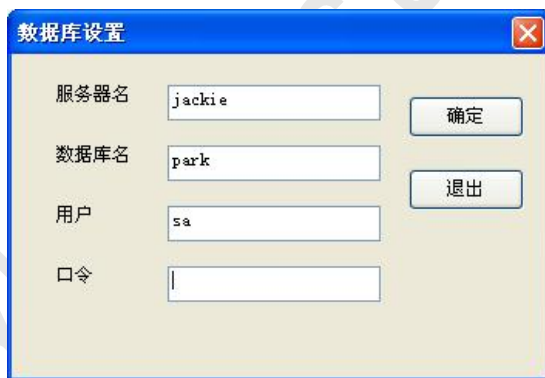 数据库设置
服务器名 jackie 确定
数据库名 park
退出
用户 sa
口令